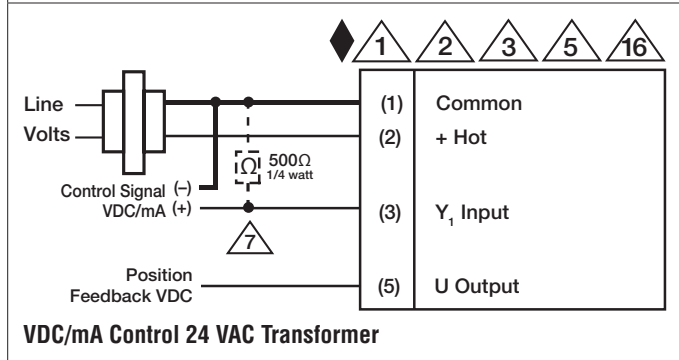 1 2 3 5 16
Line
Volts
(1) Common
(2) + Hot
Ω 500Ω
1/4 watt
Control Signal (–)
VDC/mA (+)
(3) Y₁ Input
7
Position
Feedback VDC
(5) U Output
VDC/mA Control 24 VAC Transformer